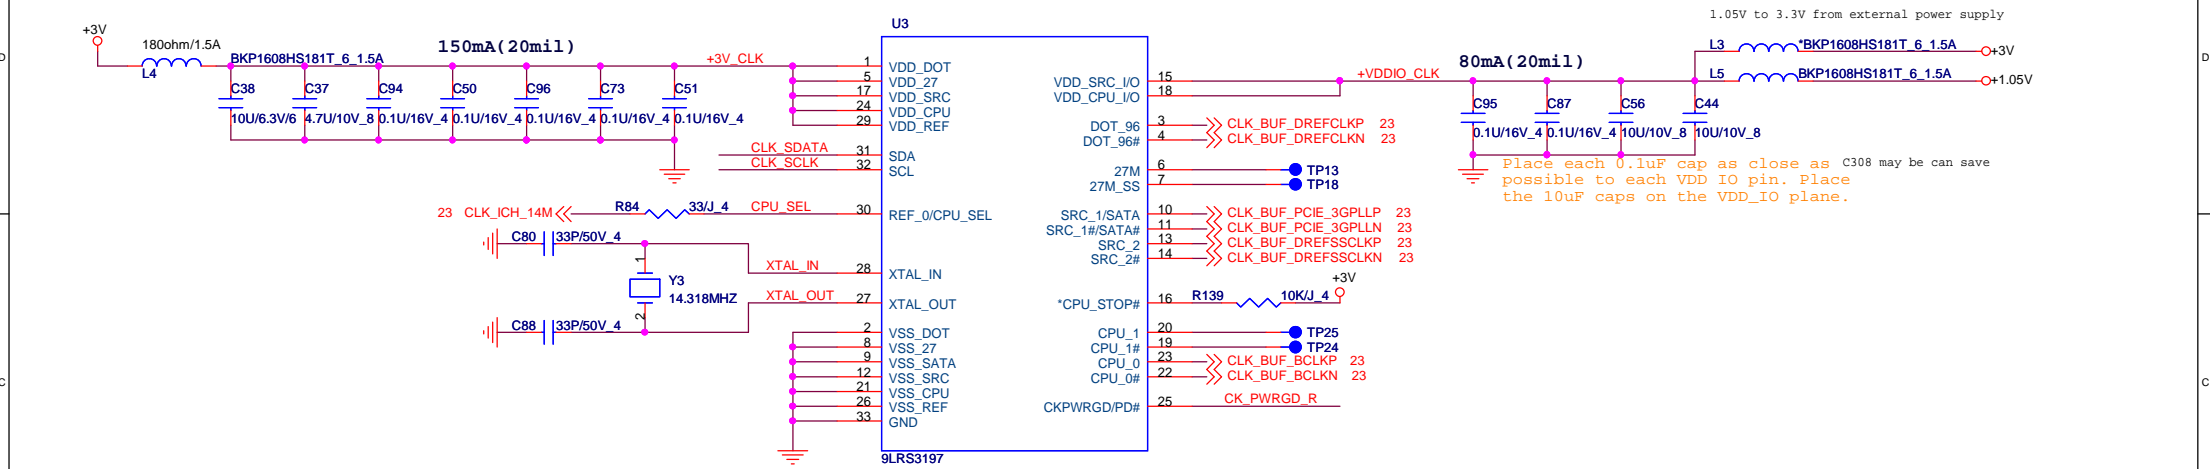 U3
1.05V to 3.3V from external power supply
+3V
180ohm/1.5A
L4
BKP1608HS181T_6_1.5A
150mA(20mil)
+3V_CLK
C38
C37
C94
C50
C96
C73
C51
10U/6.3V/6
4.7U/10V_8
0.1U/16V_4
0.1U/16V_4
0.1U/16V_4
0.1U/16V_4
0.1U/16V_4
CLK_SDATA
CLK_SCLK
23 CLK_ICH_14M
R84
33/J_4
CPU_SEL
C80
33P/50V_4
XTAL_IN
1
Y3
14.318MHZ
2
XTAL_OUT
C88
33P/50V_4
1 VDD_DOT
5 VDD_27
17 VDD_SRC
24 VDD_CPU
29 VDD_REF
31 SDA
32 SCL
30 REF_0/CPU_SEL
28 XTAL_IN
27 XTAL_OUT
2 VSS_DOT
8 VSS_27
9 VSS_SATA
12 VSS_SRC
21 VSS_CPU
26 VSS_REF
33 GND
9LRS3197
VDD_SRC_I/O 15
VDD_CPU_I/O 18
DOT_96 3 CLK_BUF_DREFCLKP 23
DOT_96# 4 CLK_BUF_DREFCLKN 23
27M 6 TP13
27M_SS 7 TP18
SRC_1/SATA 10 CLK_BUF_PCIE_3GPLLP 23
SRC_1#/SATA# 11 CLK_BUF_PCIE_3GPLLN 23
SRC_2 13 CLK_BUF_DREFSSCLKP 23
SRC_2# 14 CLK_BUF_DREFSSCLKN 23
+3V
*CPU_STOP# 16 R139 10K/J_4
CPU_1 20 TP25
CPU_1# 19 TP24
CPU_0 23 CLK_BUF_BCLKP 23
CPU_0# 22 CLK_BUF_BCLKN 23
CKPWRGD/PD# 25 CK_PWRGD_R
+VDDIO_CLK
80mA(20mil)
L3 *BKP1608HS181T_6_1.5A +3V
L5 BKP1608HS181T_6_1.5A +1.05V
C95
C87
C56
C44
0.1U/16V_4
0.1U/16V_4
10U/10V_8
10U/10V_8
Place each 0.1uF cap as close as
possible to each VDD IO pin. Place
the 10uF caps on the VDD_IO plane.
C308 may be can save
D
D
C
C